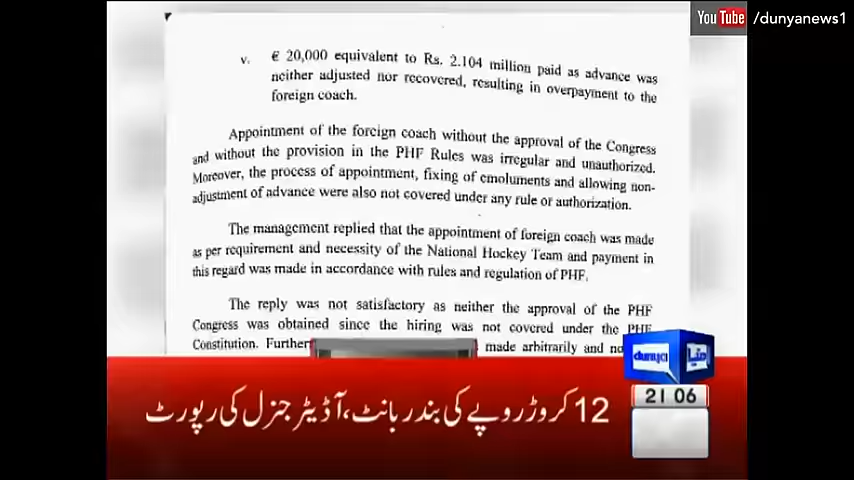 You Tube /dunyanews1
v. € 20,000 equivalent to Rs. 2.104 million paid as advance was
neither adjusted nor recovered, resulting in overpayment to the
foreign coach.
Appointment of the foreign coach without the approval of the Congress
and without the provision in the PHF Rules was irregular and unauthorized.
Moreover, the process of appointment, fixing of emoluments and allowing non-
adjustment of advance were also not covered under any rule or authorization.
The management replied that the appointment of foreign coach was made
as per requirement and necessity of the National Hockey Team and payment in
this regard was made in accordance with rules and regulation of PHF.
The reply was not satisfactory as neither the approval of the PHF
Congress was obtained since the hiring was not covered under the PHF
Constitution. made arbitrarily and
dunya دنیا
21 06
12 کروڑ روپے کی بندر بانٹ، آڈیٹر جنرل کی رپورٹ